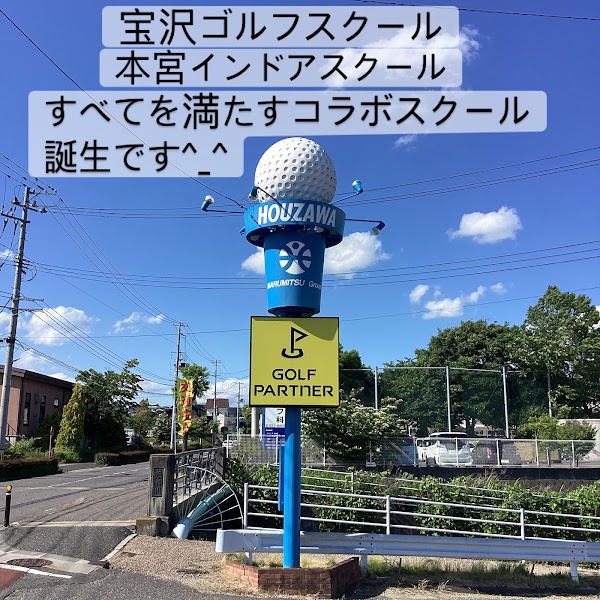 宝沢ゴルフスクール
本宮インドアスクール
すべてを満たすコラボスクール
誕生です^_^
HOUZAWA
MARUMITSU Group
GOLF
PARTNER